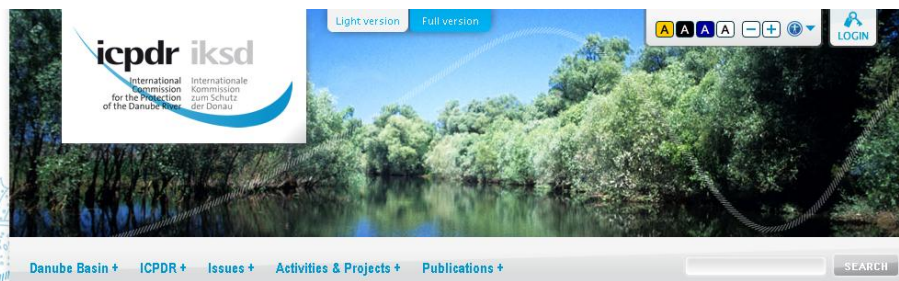 Light version Full version
A A A A
LOGIN
icpdr iksd
International Internationale
Commission Kommission
for the Protection zum Schutz
of the Danube River der Donau
Danube Basin + ICPDR + Issues + Activities & Projects + Publications + SEARCH